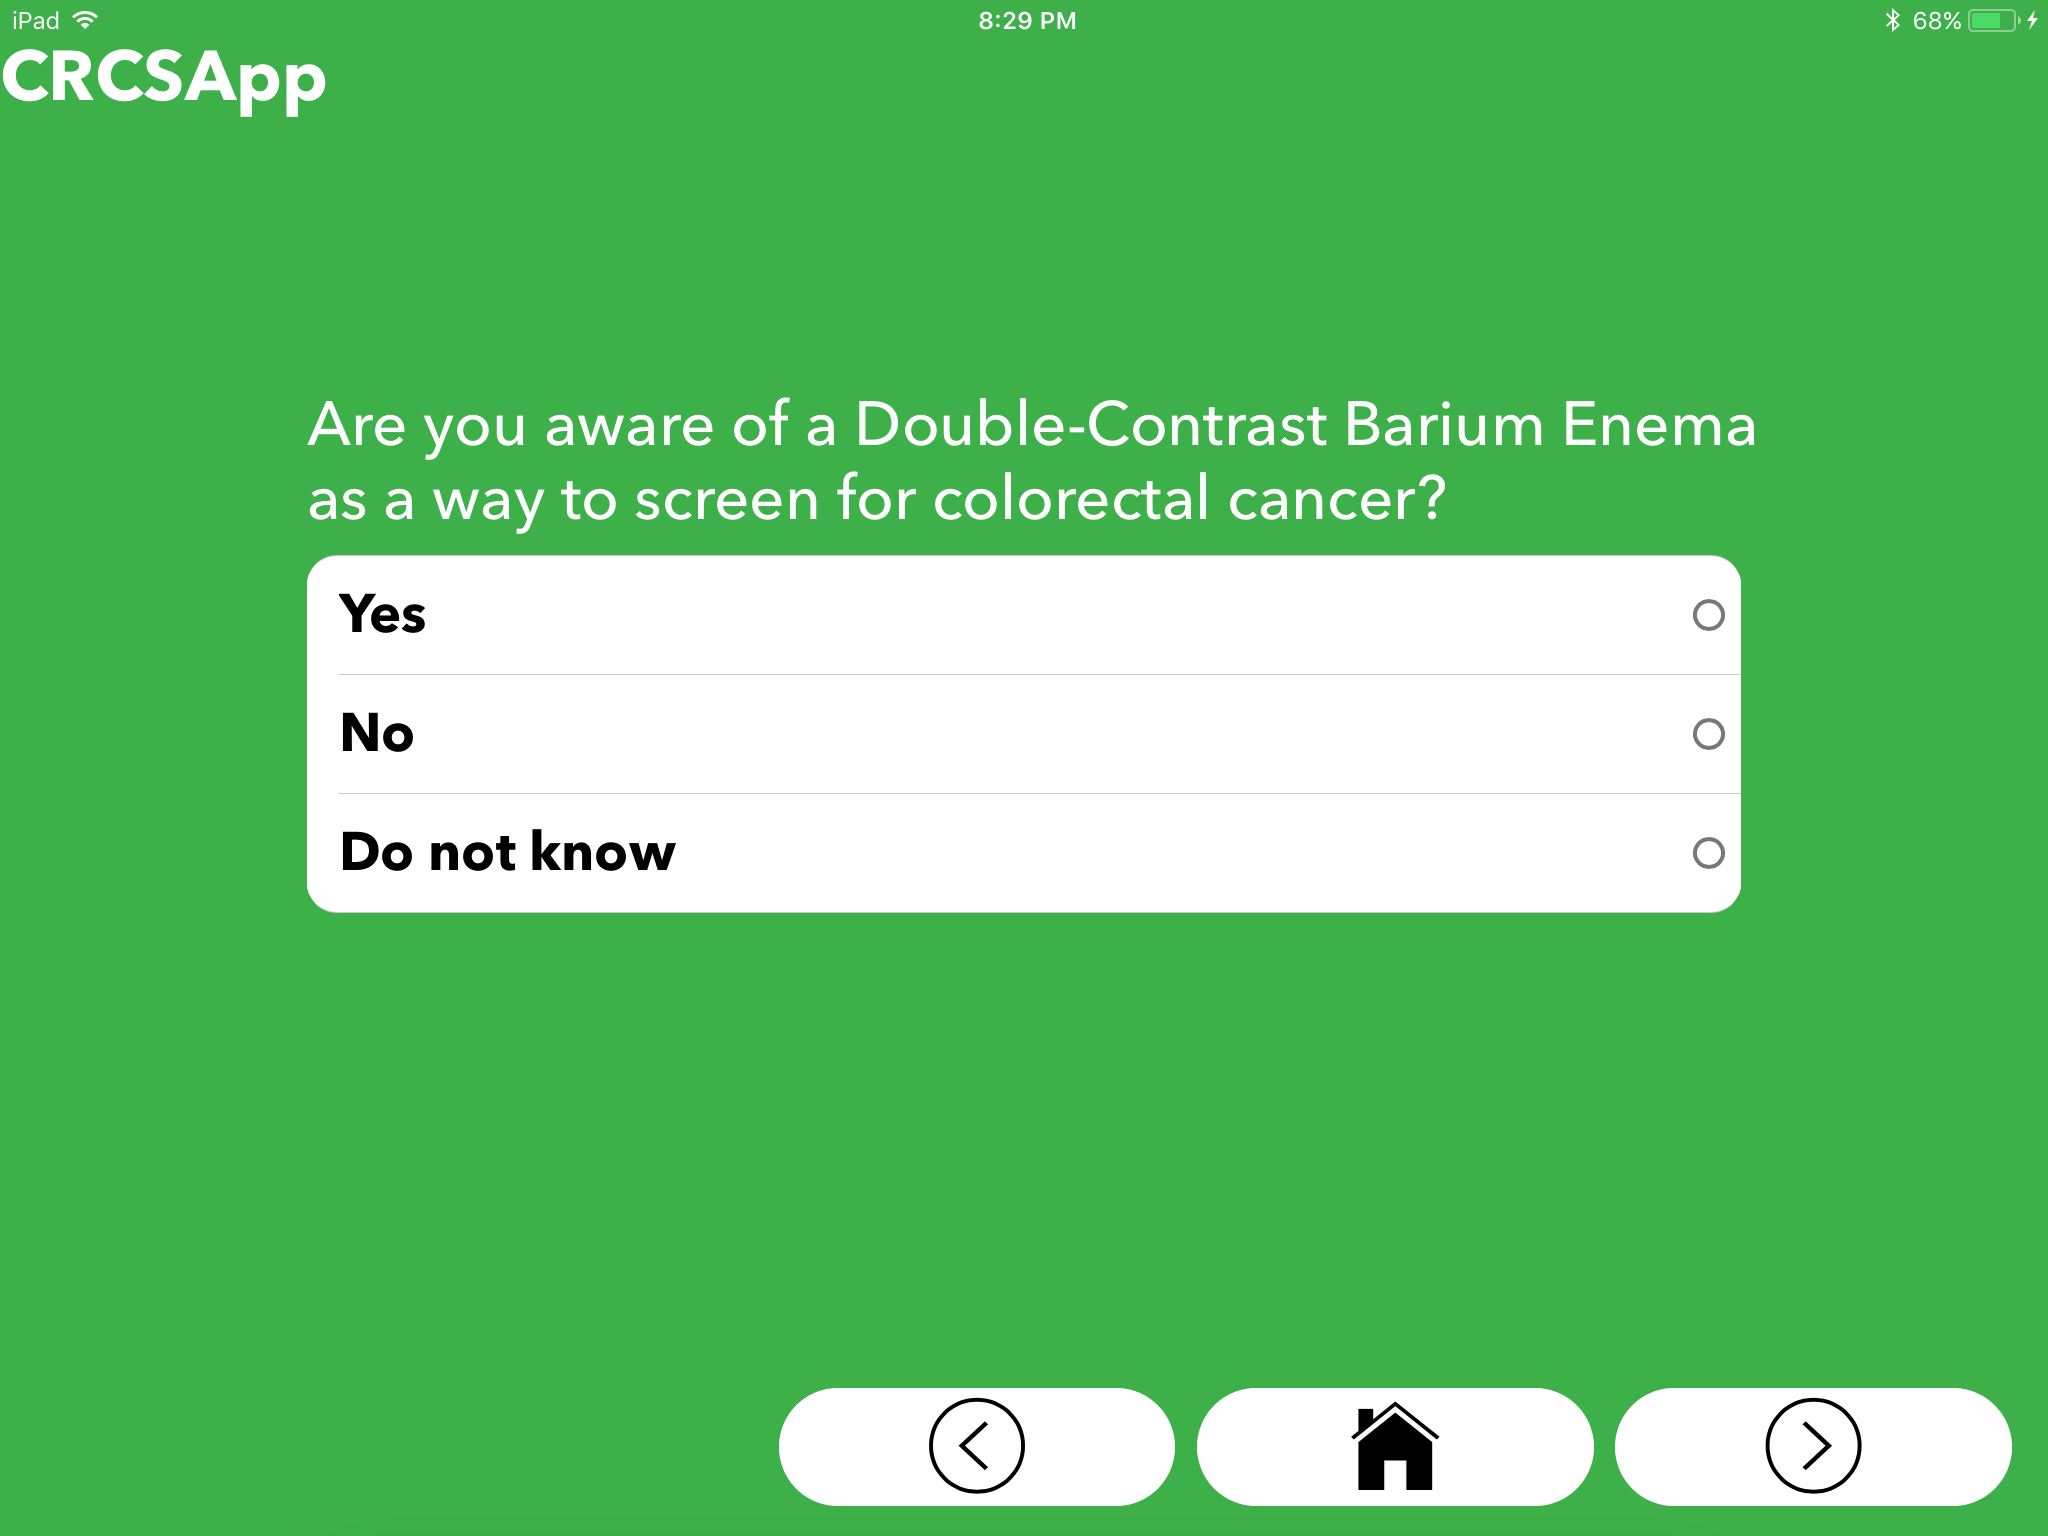 iPad 8:29 PM 68%
CRCSApp
Are you aware of a Double-Contrast Barium Enema
as a way to screen for colorectal cancer?
Yes
No
Do not know